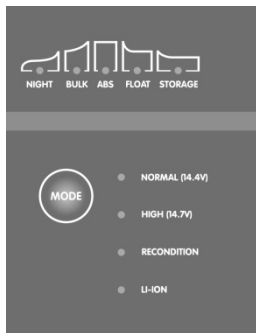 NIGHT BULK ABS FLOAT STORAGE
MODE
NORMAL (14.4V)
HIGH (14.7V)
RECONDITION
LI-ION